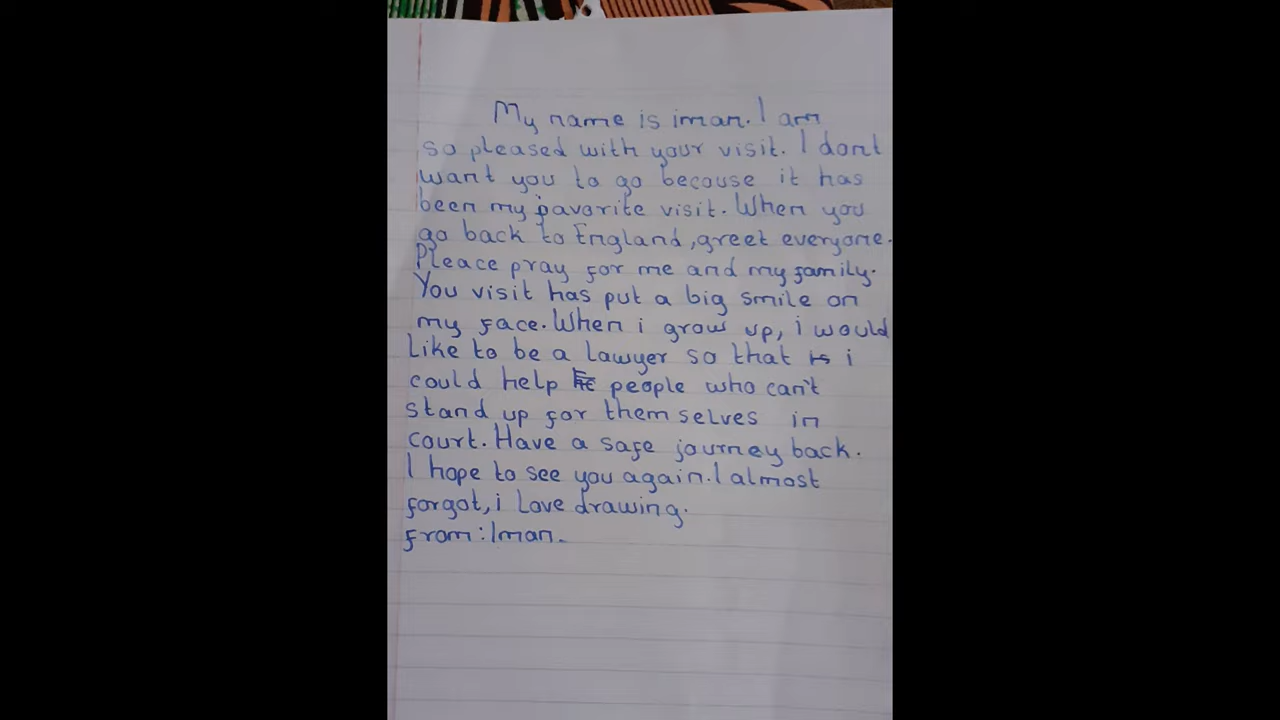 My name is iman. I am
so pleased with your visit. I dont
want you to go becouse it has
been my favorite visit. When you
go back to England, greet everyone.
Pleace pray for me and my family.
You visit has put a big smile on
my face. When i grow up, i would
like to be a lawyer so that i
could help people who can't
stand up for them selves in
court. Have a safe journey back.
I hope to see you again. I almost
forgot, i love drawing.
from: Iman.